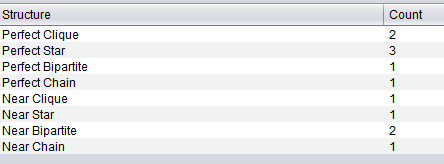 Structure Count
Perfect Clique 2
Perfect Star 3
Perfect Bipartite 1
Perfect Chain 1
Near Clique 1
Near Star 1
Near Bipartite 2
Near Chain 1